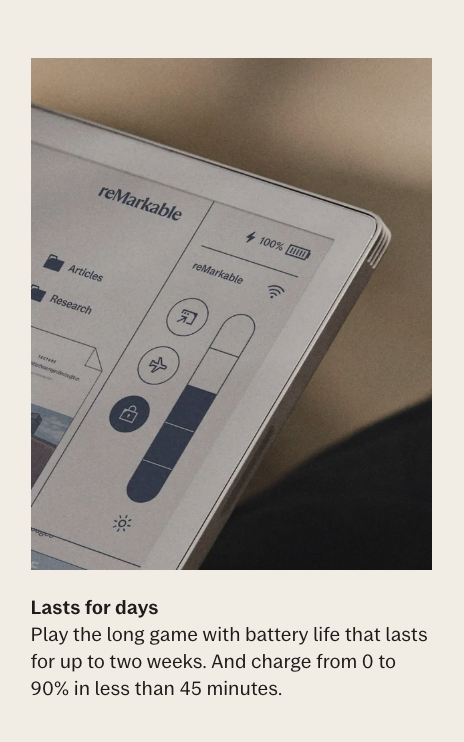 reMarkable
100%
reMarkable
Articles
Research
Lasts for days
Play the long game with battery life that lasts
for up to two weeks. And charge from 0 to
90% in less than 45 minutes.